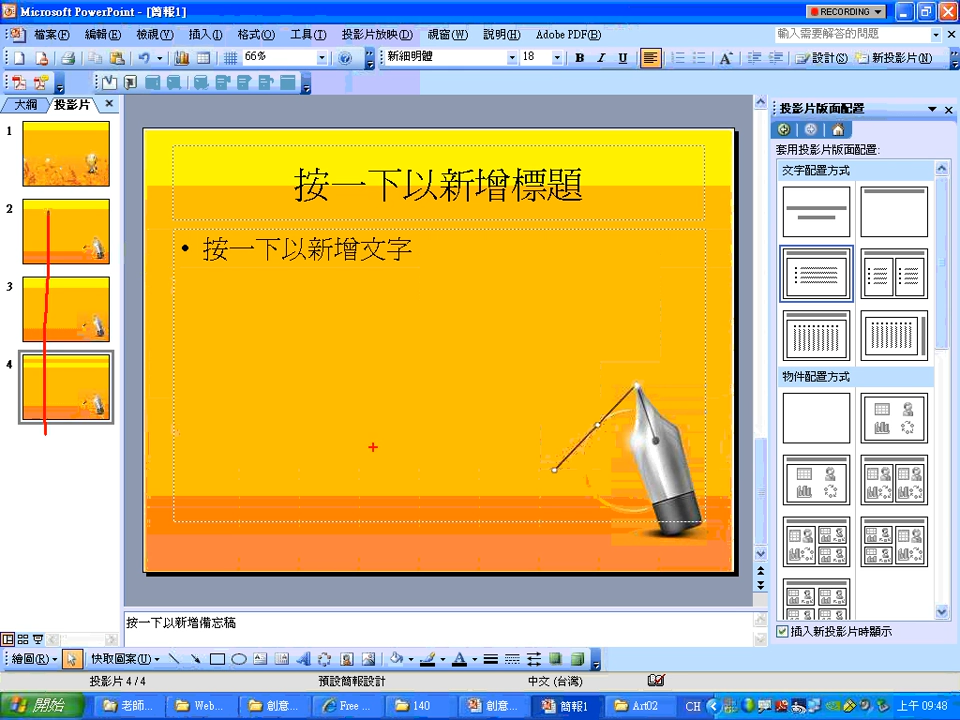 Microsoft PowerPoint - [簡報1]
RECORDING
檔案(F) 編輯(E) 檢視(V) 插入(I) 格式(O) 工具(T) 投影片放映(D) 視窗(W) 說明(H) Adobe PDF(B)
輸入需要解答的問題
66%
新細明體
18
B I U
設計(S)
新投影片(N)
大綱
投影片
投影片版面配置
套用投影片版面配置:
文字配置方式
物件配置方式
插入新投影片時顯示
1
2
3
4
按一下以新增標題
• 按一下以新增文字
按一下以新增備忘稿
繪圖(R)
快取圖案(U)
投影片 4 / 4
預設簡報設計
中文 (台灣)
開始
老師...
Web...
創意...
Free ...
140
創意...
簡報1
Art02
CH
上午 09:48